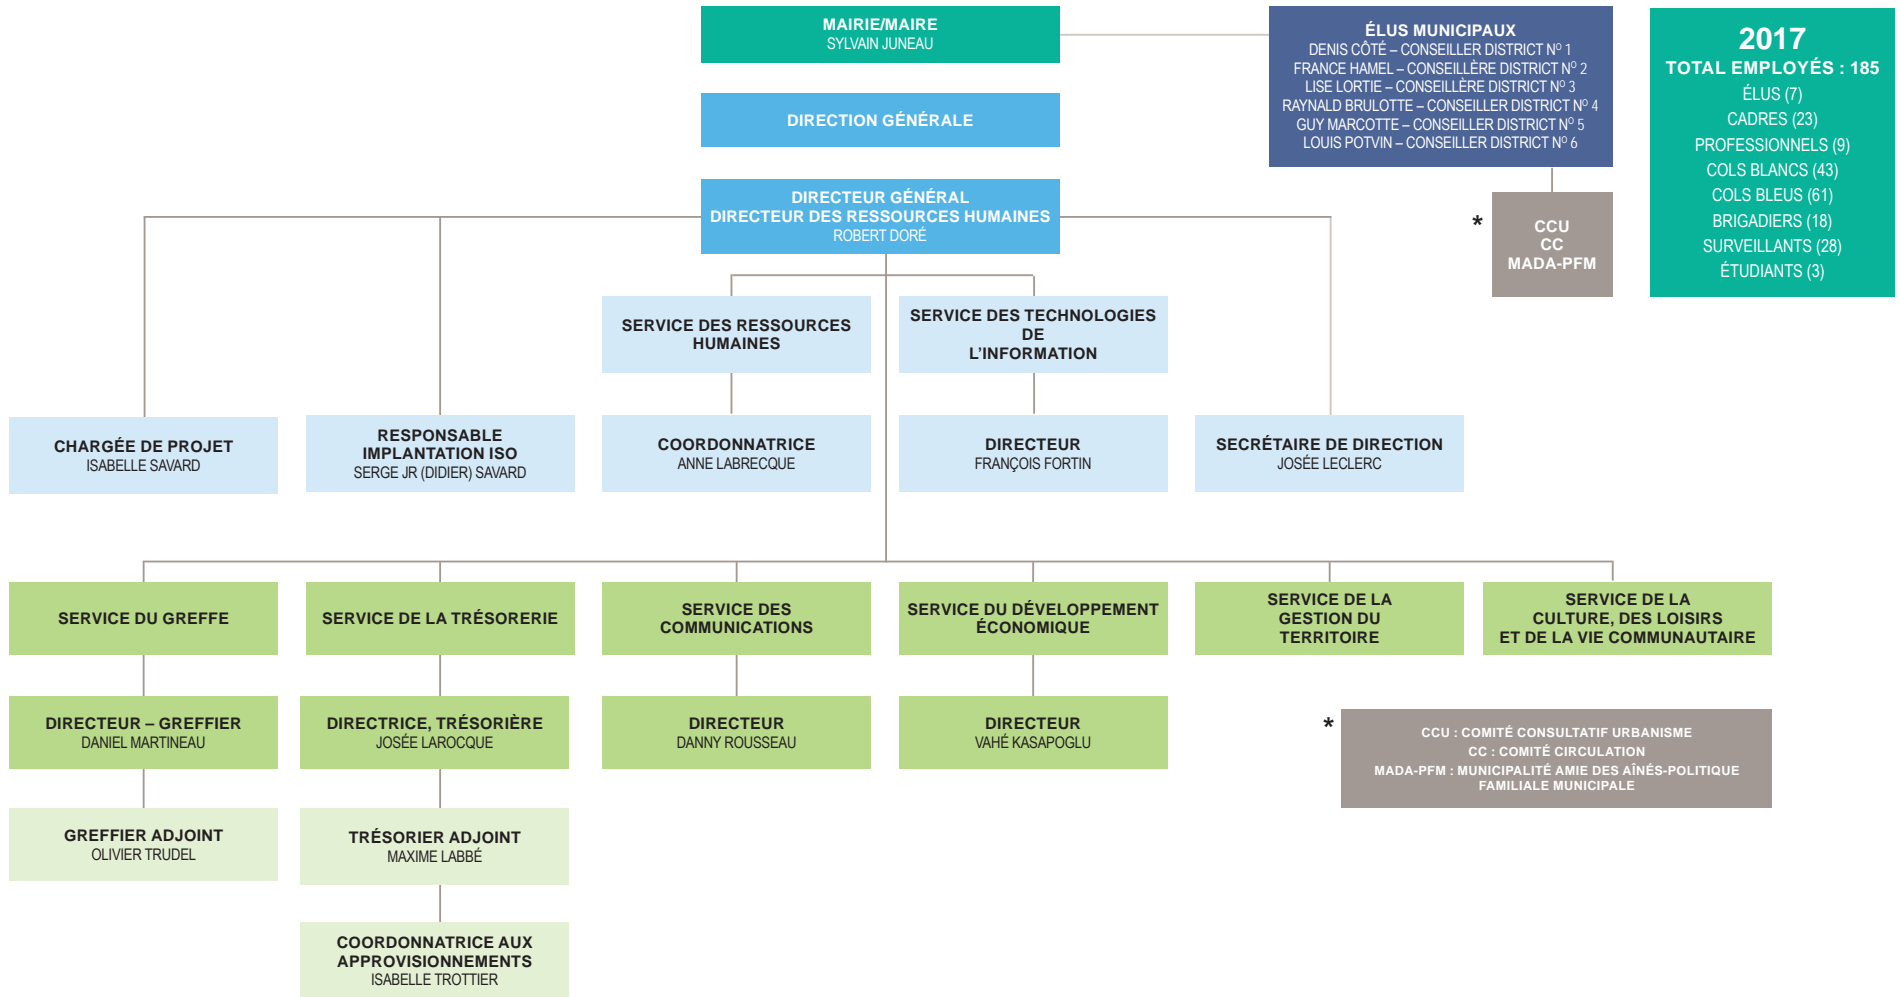 MAIRIE/MAIRE
SYLVAIN JUNEAU
ÉLUS MUNICIPAUX
DENIS CÔTÉ – CONSEILLER DISTRICT Nº 1
FRANCE HAMEL – CONSEILLÈRE DISTRICT Nº 2
LISE LORTIE – CONSEILLÈRE DISTRICT Nº 3
RAYNALD BRULOTTE – CONSEILLER DISTRICT Nº 4
GUY MARCOTTE – CONSEILLER DISTRICT Nº 5
LOUIS POTVIN – CONSEILLER DISTRICT Nº 6
2017
TOTAL EMPLOYÉS : 185
ÉLUS (7)
CADRES (23)
PROFESSIONNELS (9)
COLS BLANCS (43)
COLS BLEUS (61)
BRIGADIERS (18)
SURVEILLANTS (28)
ÉTUDIANTS (3)
DIRECTION GÉNÉRALE
DIRECTEUR GÉNÉRAL
DIRECTEUR DES RESSOURCES HUMAINES
ROBERT DORÉ
*
CCU
CC
MADA-PFM
SERVICE DES RESSOURCES
HUMAINES
SERVICE DES TECHNOLOGIES
DE
L'INFORMATION
CHARGÉE DE PROJET
ISABELLE SAVARD
RESPONSABLE
IMPLANTATION ISO
SERGE JR (DIDIER) SAVARD
COORDONNATRICE
ANNE LABRECQUE
DIRECTEUR
FRANÇOIS FORTIN
SECRÉTAIRE DE DIRECTION
JOSÉE LECLERC
SERVICE DU GREFFE
SERVICE DE LA TRÉSORERIE
SERVICE DES
COMMUNICATIONS
SERVICE DU DÉVELOPPEMENT
ÉCONOMIQUE
SERVICE DE LA
GESTION DU
TERRITOIRE
SERVICE DE LA
CULTURE, DES LOISIRS
ET DE LA VIE COMMUNAUTAIRE
DIRECTEUR – GREFFIER
DANIEL MARTINEAU
DIRECTRICE, TRÉSORIÈRE
JOSÉE LAROCQUE
DIRECTEUR
DANNY ROUSSEAU
DIRECTEUR
VAHÉ KASAPOGLU
*
CCU : COMITÉ CONSULTATIF URBANISME
CC : COMITÉ CIRCULATION
MADA-PFM : MUNICIPALITÉ AMIE DES AÎNÉS-POLITIQUE
FAMILIALE MUNICIPALE
GREFFIER ADJOINT
OLIVIER TRUDEL
TRÉSORIER ADJOINT
MAXIME LABBÉ
COORDONNATRICE AUX
APPROVISIONNEMENTS
ISABELLE TROTTIER